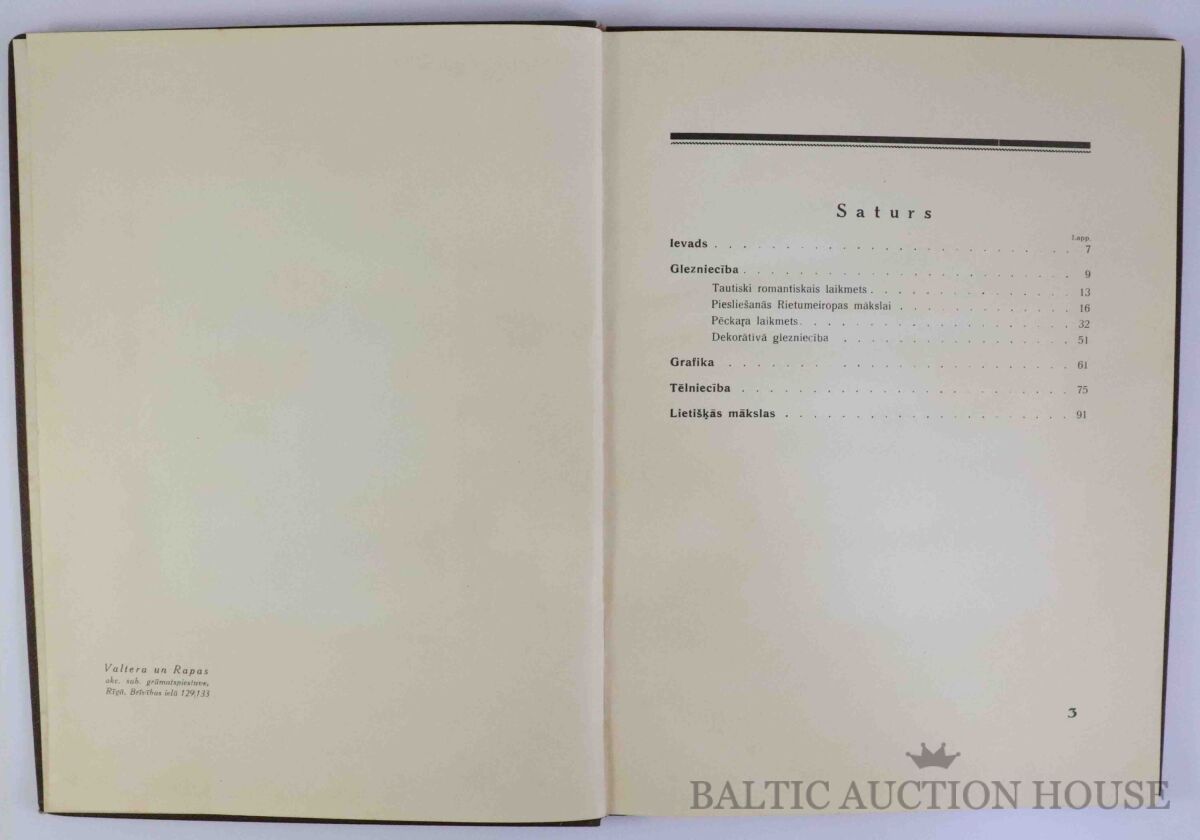 Valtera un Rapas
akc. sab. grāmatspiestuve,
Rīgā, Brīvības ielā 129/133
Saturs
Lapp.
Ievads . . . . . . . . . . . . . . . . . . . . . . . . . . 7
Glezniecība . . . . . . . . . . . . . . . . . . . . . . . . 9
Tautiski romantiskais laikmets . . . . . . . . . . . . . . . 13
Piesliešanās Rietumeiropas mākslai . . . . . . . . . . . . . 16
Pēckaŗa laikmets . . . . . . . . . . . . . . . . . . . . 32
Dekorātīvā glezniecība . . . . . . . . . . . . . . . . . 51
Grafika . . . . . . . . . . . . . . . . . . . . . . . . . 61
Tēlniecība . . . . . . . . . . . . . . . . . . . . . . . . 75
Lietišķās mākslas . . . . . . . . . . . . . . . . . . . . . 91
3
BALTIC AUCTION HOUSE